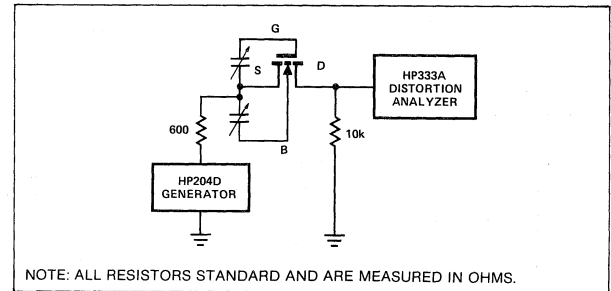 G
S
D
HP333A
DISTORTION
ANALYZER
600
10k
B
HP204D
GENERATOR
NOTE: ALL RESISTORS STANDARD AND ARE MEASURED IN OHMS.